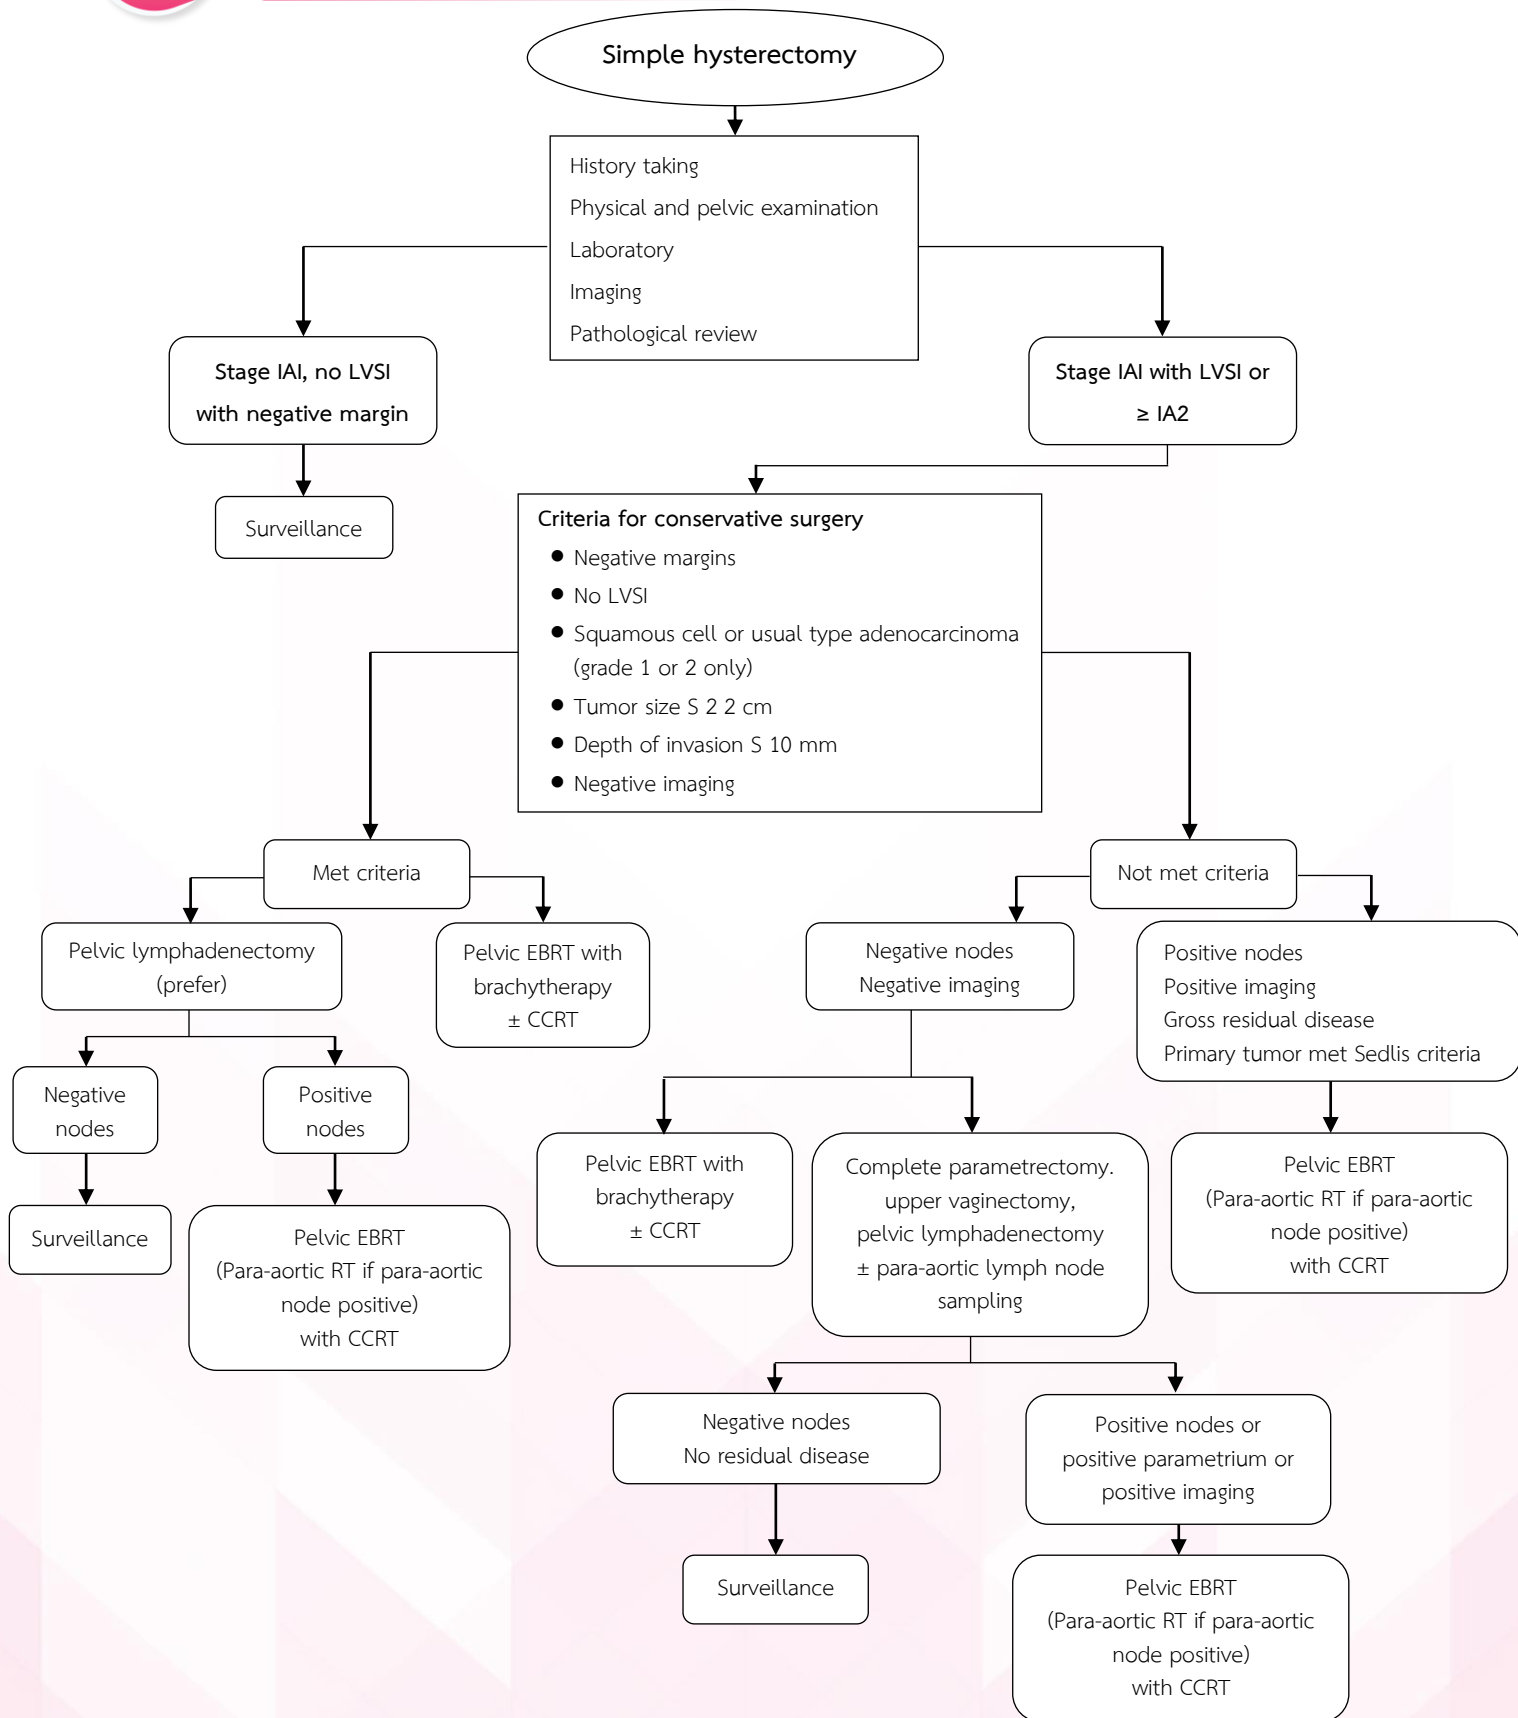 Simple hysterectomy
History taking
Physical and pelvic examination
Laboratory
Imaging
Pathological review
Stage IAI, no LVSI
with negative margin
Stage IAI with LVSI or
≥ IA2
Surveillance
Criteria for conservative surgery
● Negative margins
● No LVSI
● Squamous cell or usual type adenocarcinoma
(grade 1 or 2 only)
● Tumor size S 2 2 cm
● Depth of invasion S 10 mm
● Negative imaging
Met criteria
Not met criteria
Pelvic lymphadenectomy
(prefer)
Pelvic EBRT with
brachytherapy
± CCRT
Negative nodes
Negative imaging
Positive nodes
Positive imaging
Gross residual disease
Primary tumor met Sedlis criteria
Negative
nodes
Positive
nodes
Pelvic EBRT with
brachytherapy
± CCRT
Complete parametrectomy.
upper vaginectomy,
pelvic lymphadenectomy
± para-aortic lymph node
sampling
Pelvic EBRT
(Para-aortic RT if para-aortic
node positive)
with CCRT
Surveillance
Pelvic EBRT
(Para-aortic RT if para-aortic
node positive)
with CCRT
Negative nodes
No residual disease
Positive nodes or
positive parametrium or
positive imaging
Surveillance
Pelvic EBRT
(Para-aortic RT if para-aortic
node positive)
with CCRT